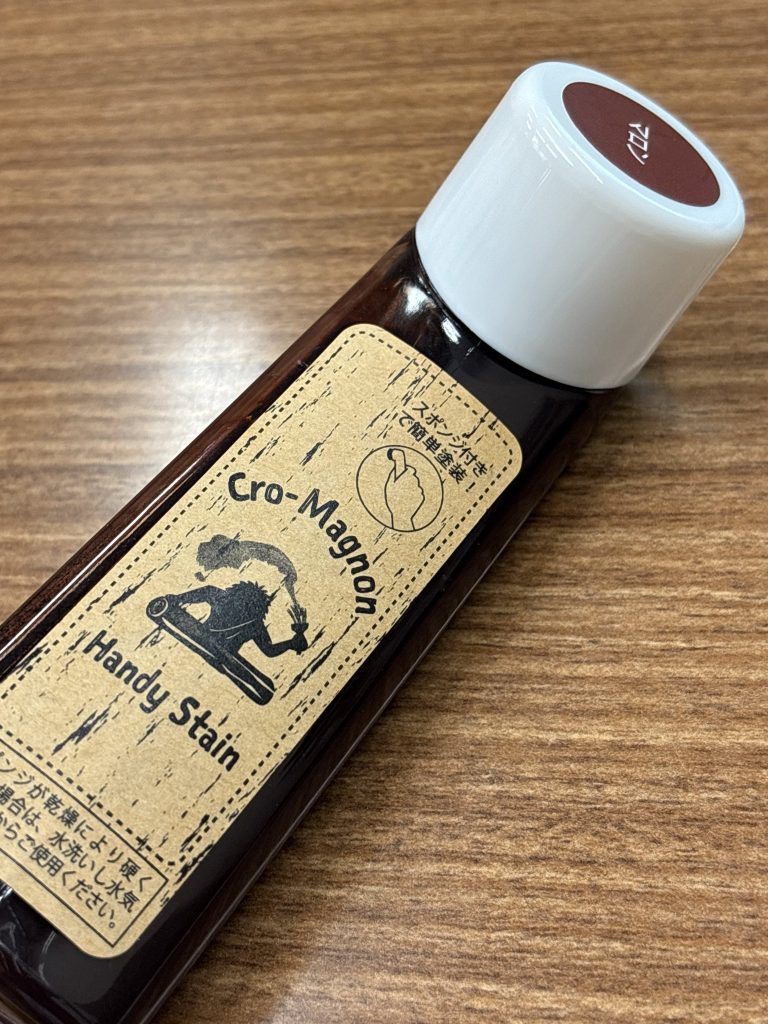 マロン
スポンジ付き
で簡単塗装!
Cro-Magnon
Handy Stain
ンジが乾燥により硬く
場合は、水洗いし水気
からご使用ください。